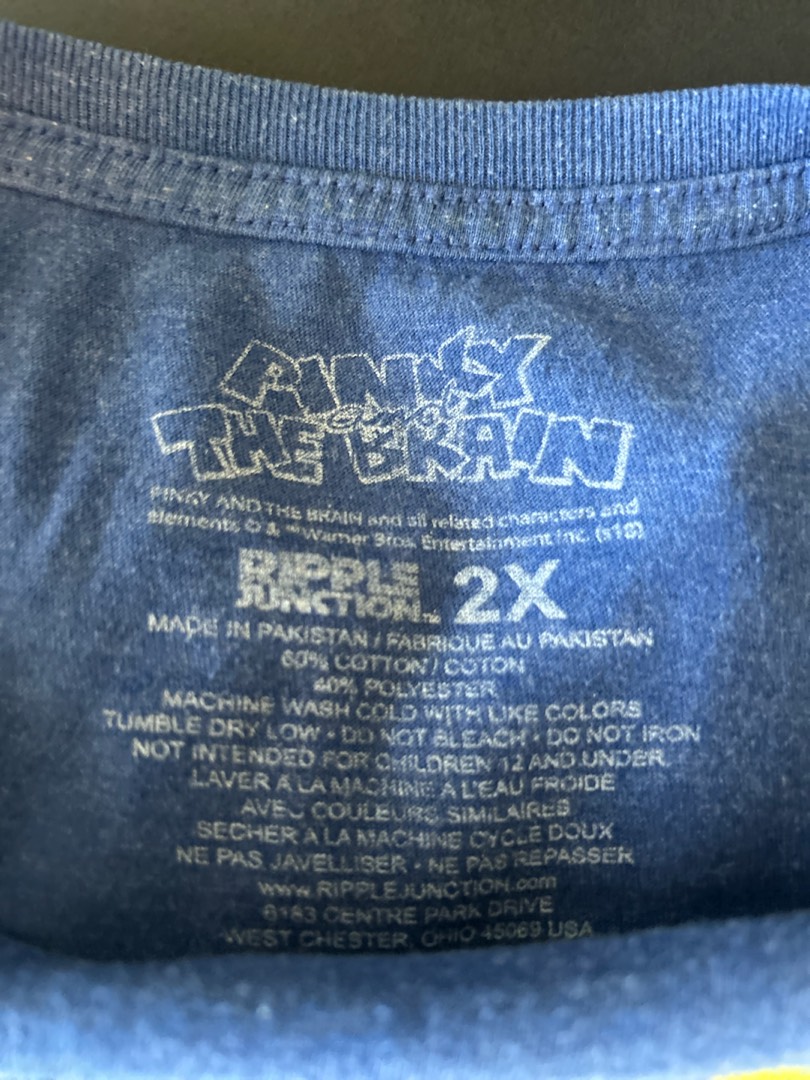 PINKY
and
THE BRAIN
PINKY AND THE BRAIN and all related characters and
elements © & ™ Warner Bros. Entertainment Inc. (s18)
RIPPLE
JUNCTION™ 2X
MADE IN PAKISTAN / FABRIQUE AU PAKISTAN
60% COTTON / COTON
40% POLYESTER
MACHINE WASH COLD WITH LIKE COLORS
TUMBLE DRY LOW • DO NOT BLEACH • DO NOT IRON
NOT INTENDED FOR CHILDREN 12 AND UNDER
LAVER A LA MACHINE A L'EAU FROIDE
AVEC COULEURS SIMILAIRES
SECHER A LA MACHINE CYCLE DOUX
NE PAS JAVELLISER • NE PAS REPASSER
www.RIPPLEJUNCTION.com
6183 CENTRE PARK DRIVE
WEST CHESTER, OHIO 45069 USA